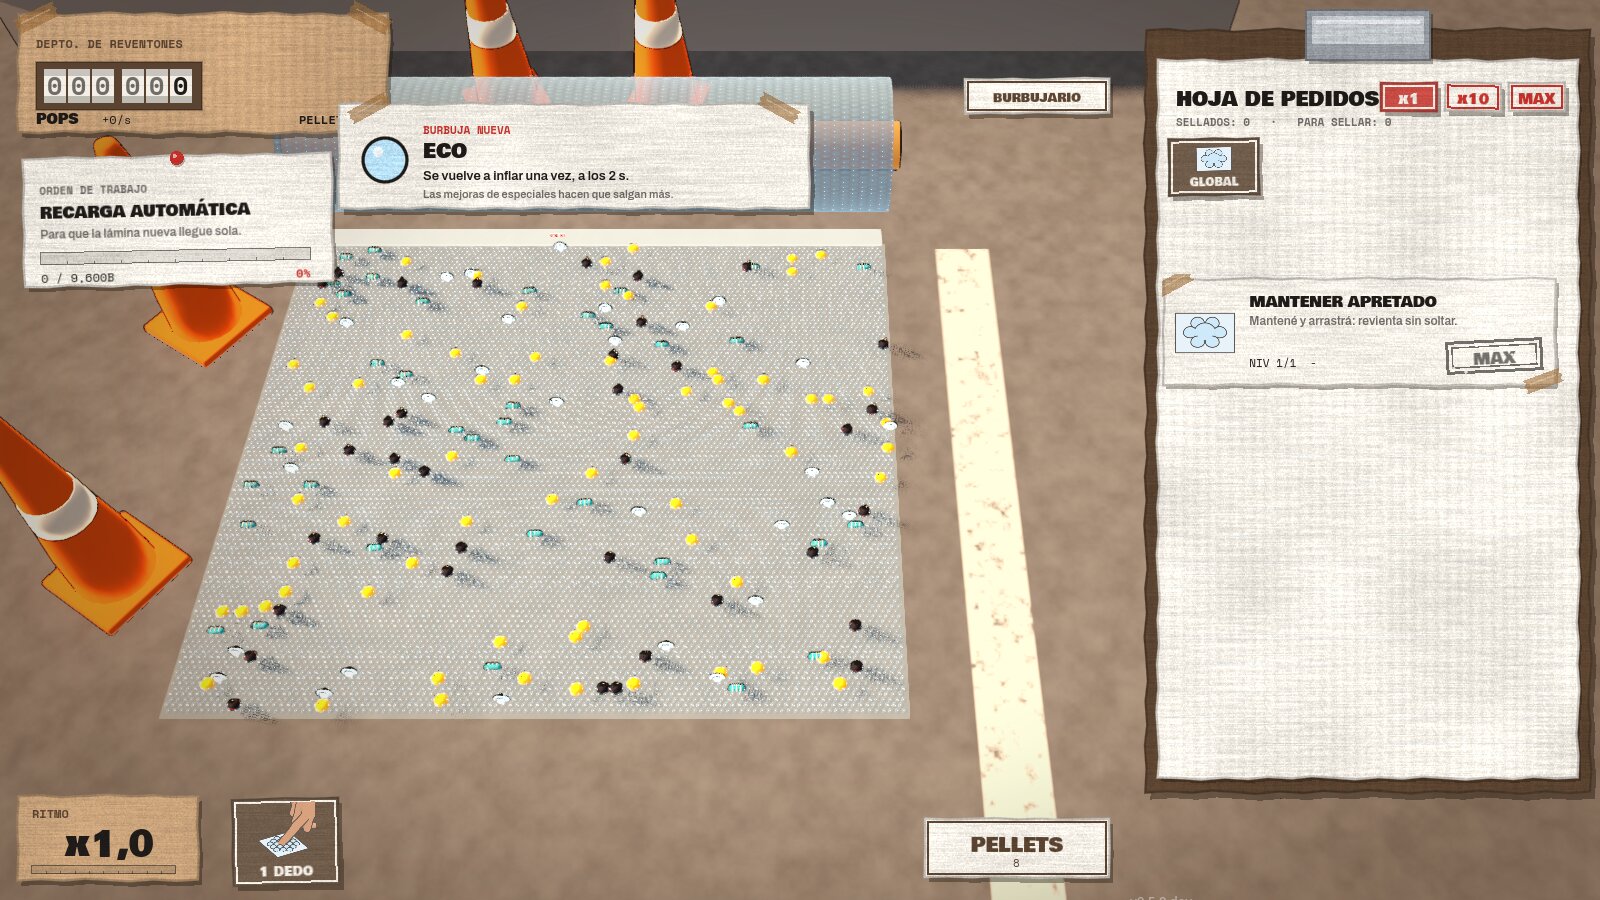 DEPTO. DE REVENTONES
000000
POPS +0/s
ORDEN DE TRABAJO
RECARGA AUTOMÁTICA
Para que la lámina nueva llegue sola.
0 / 9.600B 0%
BURBUJA NUEVA
ECO
Se vuelve a inflar una vez, a los 2 s.
Las mejoras de especiales hacen que salgan más.
BURBUJARIO
HOJA DE PEDIDOS x1 x10 MAX
SELLADOS: 0 · PARA SELLAR: 0
GLOBAL
MANTENER APRETADO
Mantené y arrastrá: revienta sin soltar.
NIV 1/1 -
MAX
RITMO
x1,0
1 DEDO
PELLETS
8